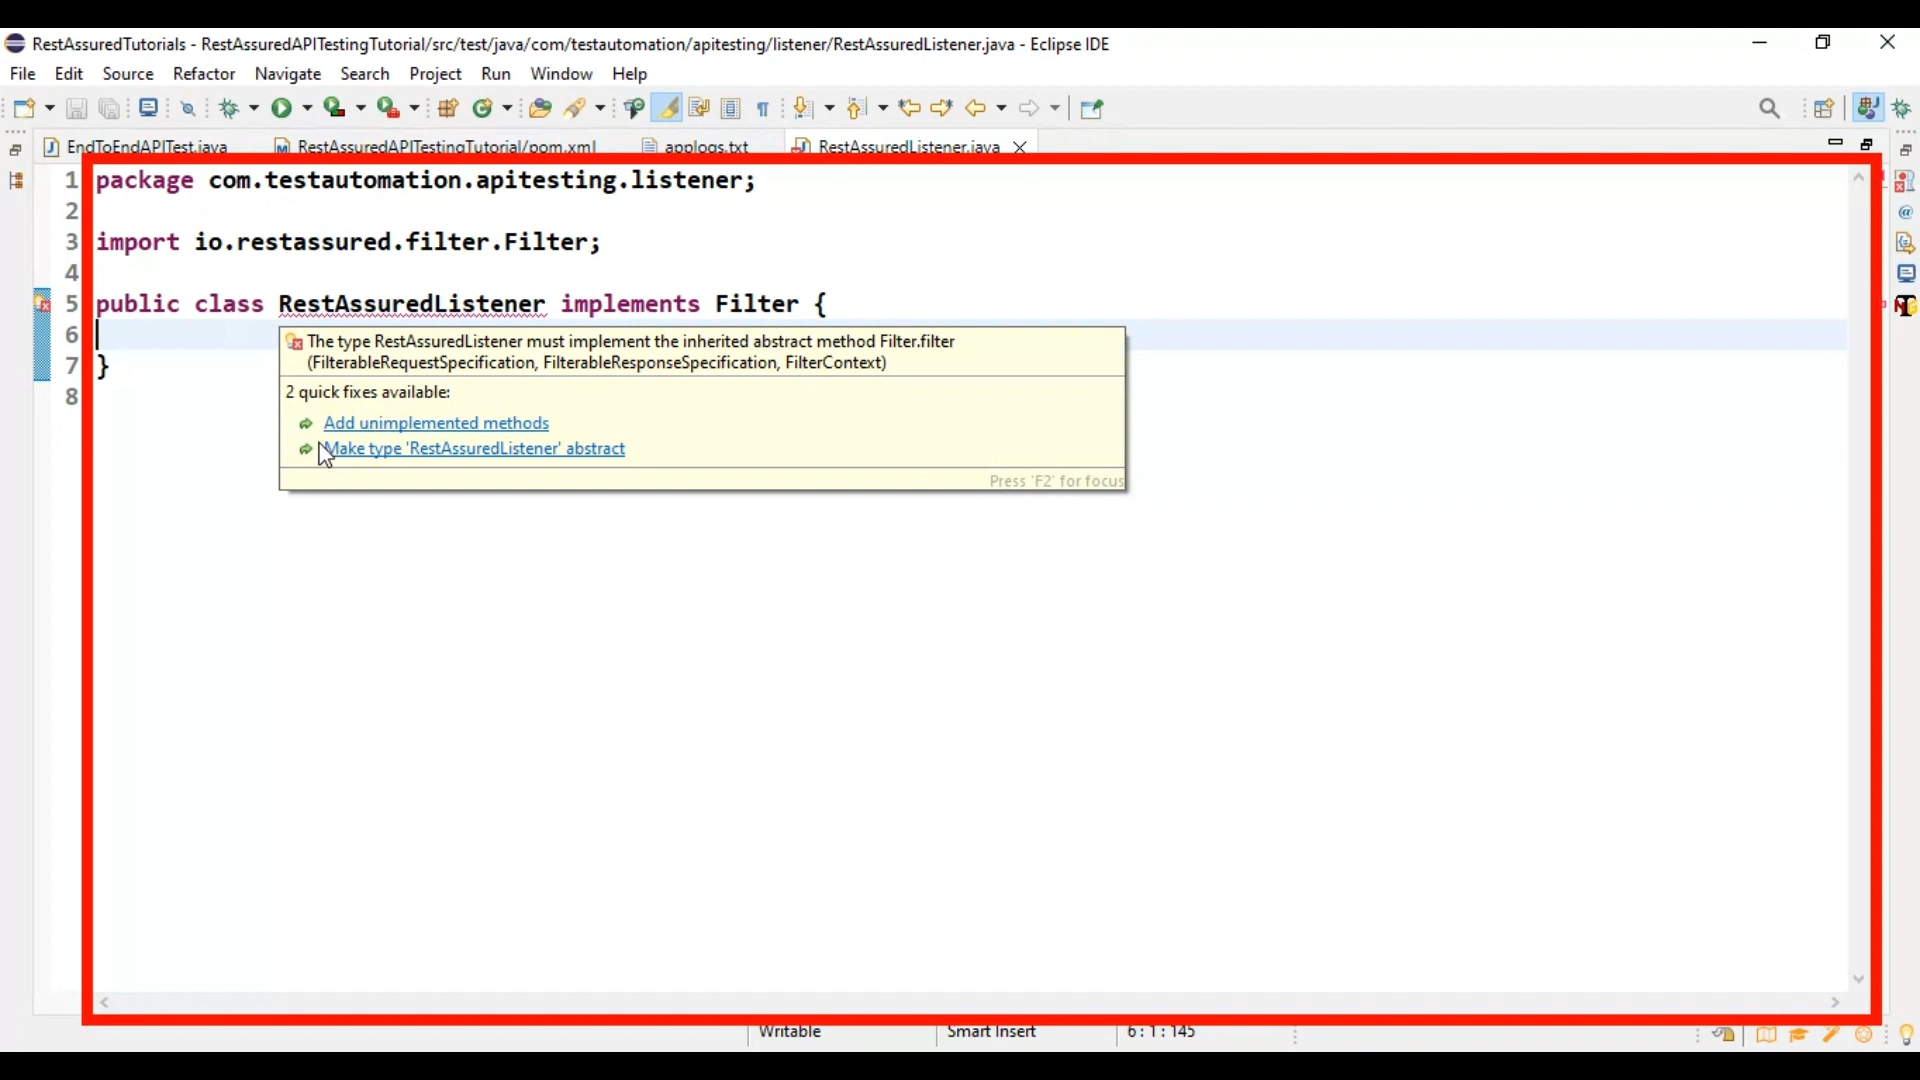 RestAssuredTutorials - RestAssuredAPITestingTutorial/src/test/java/com/testautomation/apitesting/listener/RestAssuredListener.java - Eclipse IDE
File Edit Source Refactor Navigate Search Project Run Window Help
EndToEndAPITest.java RestAssuredAPITestingTutorial/pom.xml applogs.txt RestAssuredListener.java
1 package com.testautomation.apitesting.listener;
2
3 import io.restassured.filter.Filter;
4
5 public class RestAssuredListener implements Filter {
6
7 }
8
The type RestAssuredListener must implement the inherited abstract method Filter.filter
(FilterableRequestSpecification, FilterableResponseSpecification, FilterContext)
2 quick fixes available:
Add unimplemented methods
Make type 'RestAssuredListener' abstract
Press 'F2' for focus
Writable Smart Insert 6 : 1 : 145